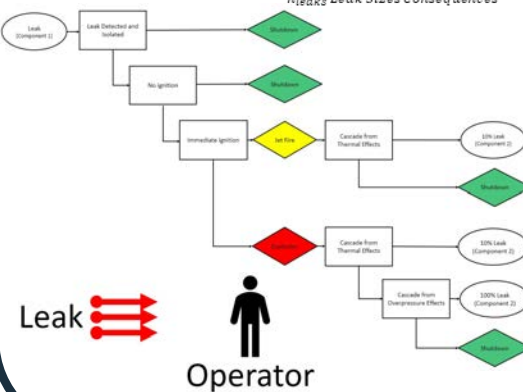 Leak Sizes Consequences
Leak
(Component 1)
Leak Detected and
Isolated
Shutdown
No Ignition
Shutdown
Immediate Ignition
Jet Fire
Cascade from
Thermal Effects
10% Leak
(Component 2)
Shutdown
Explosion
Cascade from
Thermal Effects
10% Leak
(Component 2)
Cascade from
Overpressure Effects
100% Leak
(Component 2)
Shutdown
Leak
Operator